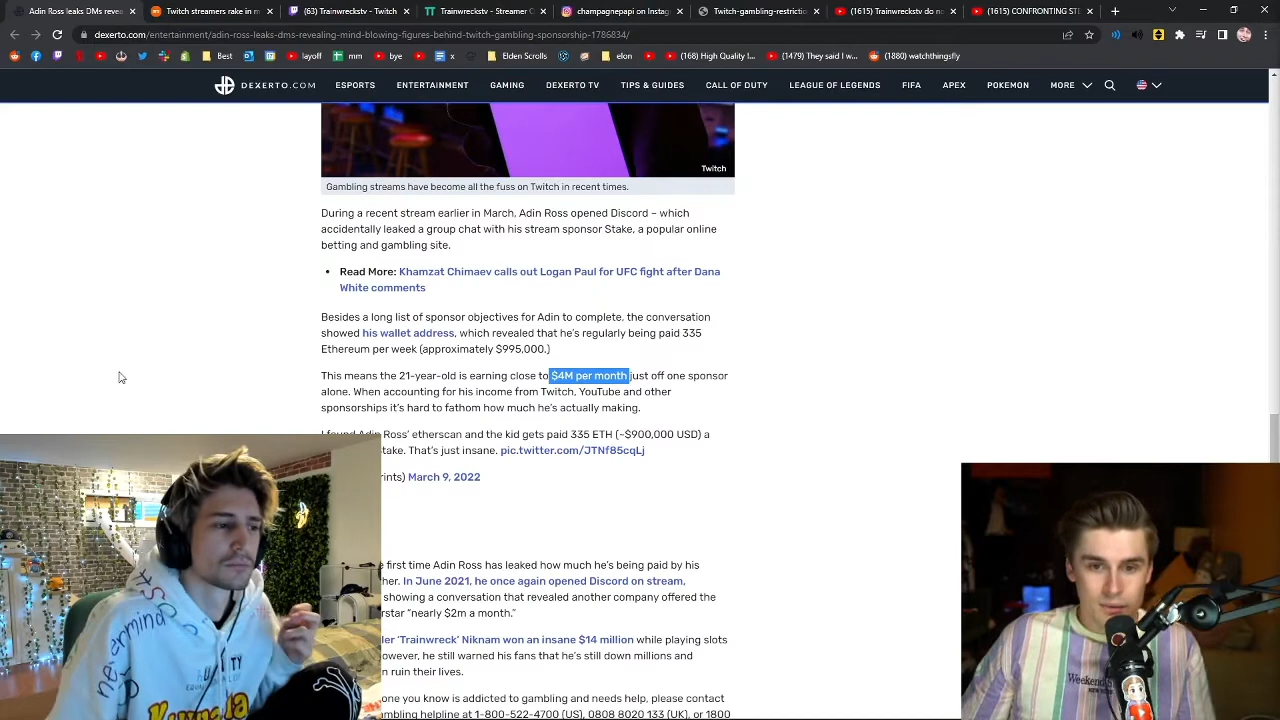 Adin Ross leaks DMs revea
Twitch streamers rake in m
(63) Trainwreckstv - Twitch
Trainwreckstv - Streamer C
champagnepapi on Instag
Twitch-gambling-restrictio
(1615) Trainwreckstv do n
(1615) CONFRONTING ST
dexerto.com/entertainment/adin-ross-leaks-dms-revealing-mind-blowing-figures-behind-twitch-gambling-sponsorship-1786834/
Best
layoff
mm
bye
x
Elden Scrolls
elon
(168) High Quality I...
(1479) They said I w...
(1880) watchthingsfly
DEXERTO.COM
ESPORTS
ENTERTAINMENT
GAMING
DEXERTO TV
TIPS & GUIDES
CALL OF DUTY
LEAGUE OF LEGENDS
FIFA
APEX
POKEMON
MORE
Twitch
Gambling streams have become all the fuss on Twitch in recent times.
During a recent stream earlier in March, Adin Ross opened Discord – which
accidentally leaked a group chat with his stream sponsor Stake, a popular online
betting and gambling site.
• Read More: Khamzat Chimaev calls out Logan Paul for UFC fight after Dana
White comments
Besides a long list of sponsor objectives for Adin to complete, the conversation
showed his wallet address, which revealed that he's regularly being paid 335
Ethereum per week (approximately $995,000.)
This means the 21-year-old is earning close to $4M per month just off one sponsor
alone. When accounting for his income from Twitch, YouTube and other
sponsorships it's hard to fathom how much he's actually making.
I found Adin Ross' etherscan and the kid gets paid 335 ETH (~$900,000 USD) a
take. That's just insane. pic.twitter.com/JTNf85cqLj
rints) March 9, 2022
e first time Adin Ross has leaked how much he's being paid by his
her. In June 2021, he once again opened Discord on stream,
showing a conversation that revealed another company offered the
rstar "nearly $2m a month."
ler 'Trainwreck' Niknam won an insane $14 million while playing slots
owever, he still warned his fans that he's still down millions and
n ruin their lives.
one you know is addicted to gambling and needs help, please contact
mbling helpline at 1-800-522-4700 (US), 0808 8020 133 (UK), or 1800
nevermind